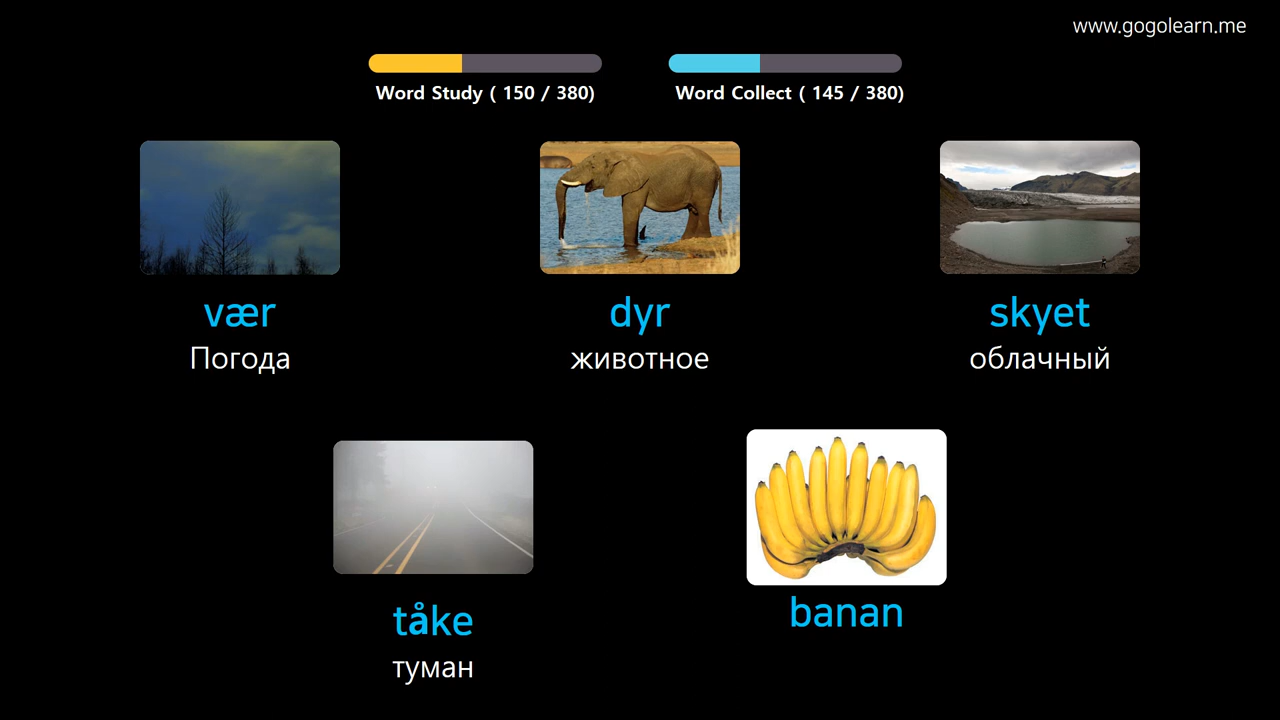 www.gogolearn.me
Word Study ( 150 / 380)
Word Collect ( 145 / 380)
vær
Погода
dyr
животное
skyet
облачный
tåke
туман
banan